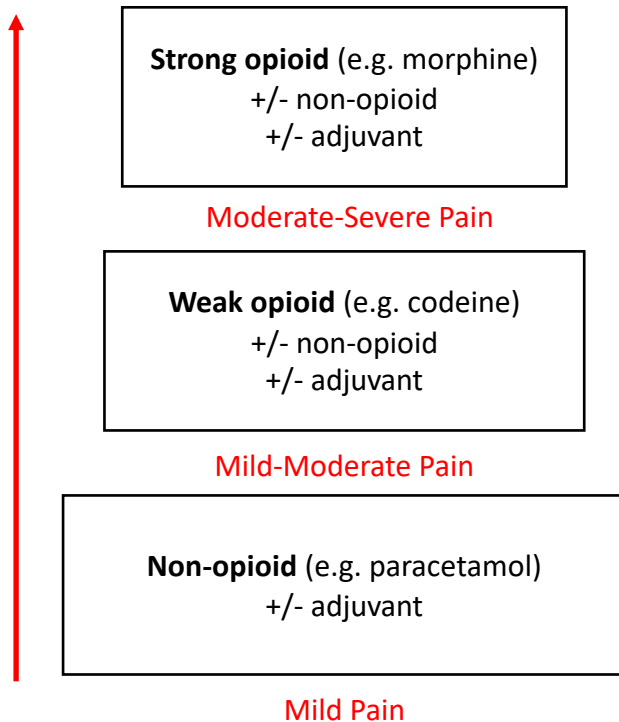 Strong opioid (e.g. morphine)
+/- non-opioid
+/- adjuvant
Moderate-Severe Pain
Weak opioid (e.g. codeine)
+/- non-opioid
+/- adjuvant
Mild-Moderate Pain
Non-opioid (e.g. paracetamol)
+/- adjuvant
Mild Pain